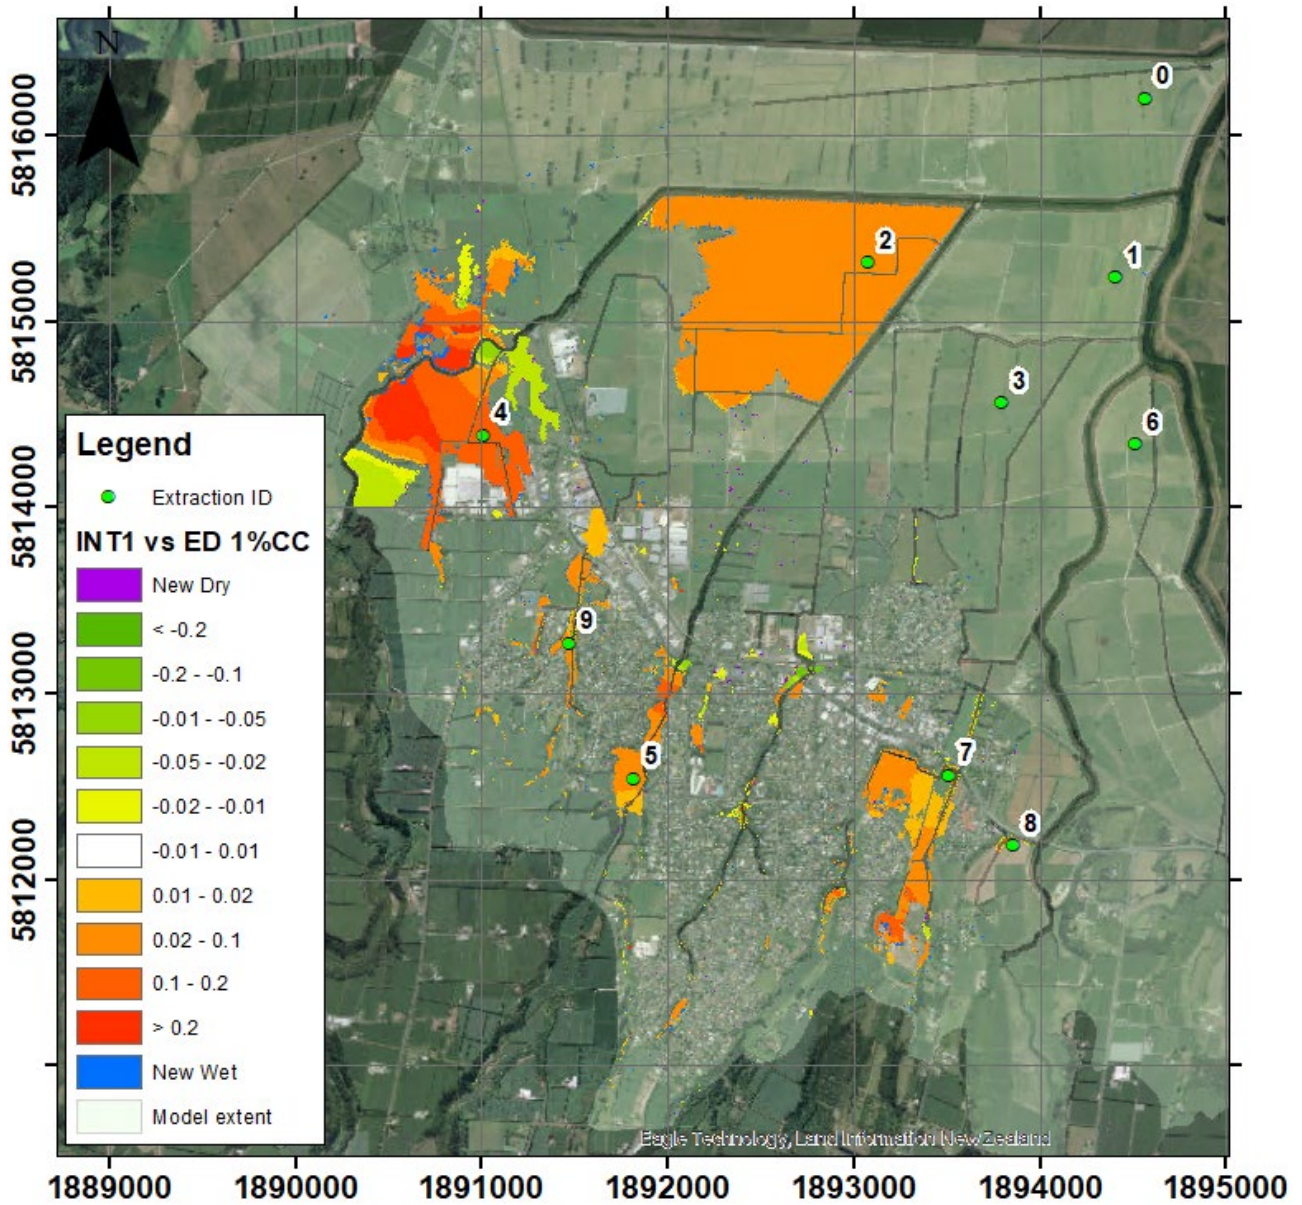 N
0
5816000
2
1
5815000
3
4
6
Legend
Extraction ID
5814000
INT1 vs ED 1%CC
New Dry
< -0.2
9
-0.2 - -0.1
5813000
-0.01 - -0.05
5
7
-0.05 - -0.02
-0.02 - -0.01
8
-0.01 - 0.01
5812000
0.01 - 0.02
0.02 - 0.1
0.1 - 0.2
> 0.2
New Wet
Model extent
Eagle Technology, Land Information New Zealand
1889000 1890000 1891000 1892000 1893000 1894000 1895000